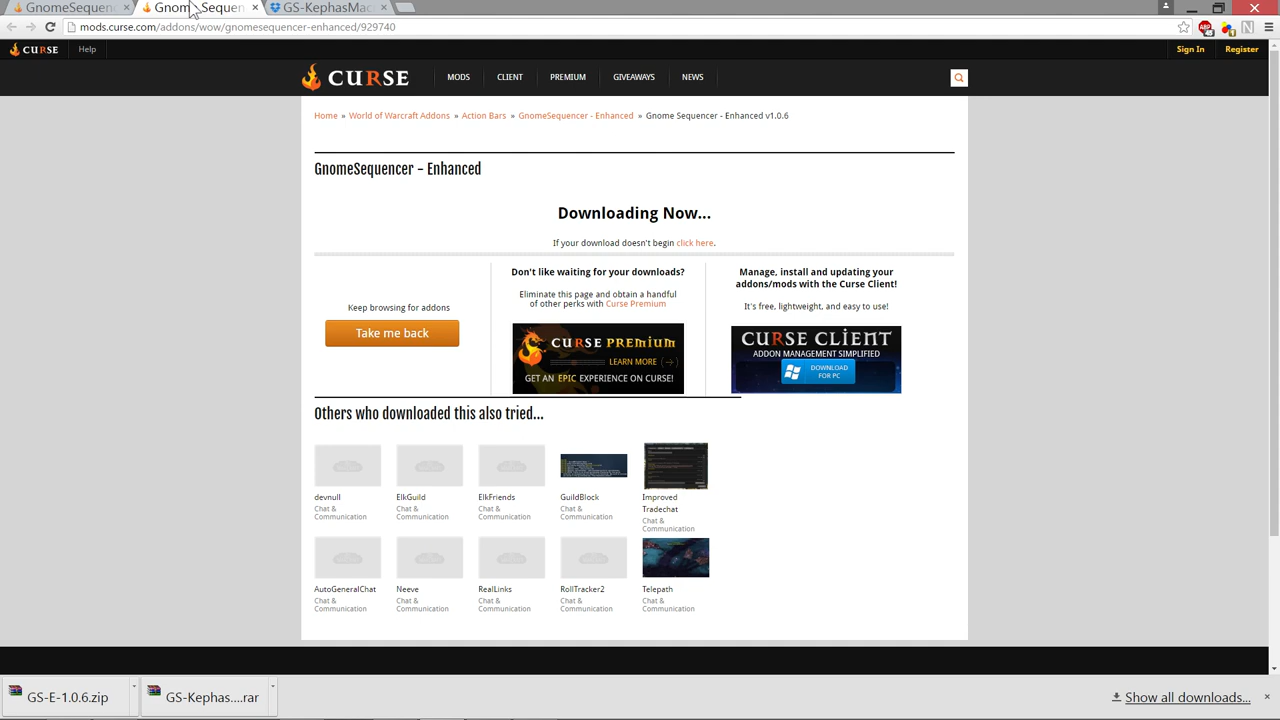 GnomeSequenc
Gnom Sequen
GS-KephasMac
mods.curse.com/addons/wow/gnomesequencer-enhanced/929740
CURSE
Help
Sign In
Register
CURSE
MODS
CLIENT
PREMIUM
GIVEAWAYS
NEWS
Home » World of Warcraft Addons » Action Bars » GnomeSequencer - Enhanced » Gnome Sequencer - Enhanced v1.0.6
GnomeSequencer - Enhanced
Downloading Now...
If your download doesn't begin click here.
Keep browsing for addons
Take me back
Don't like waiting for your downloads?
Eliminate this page and obtain a handful
of other perks with Curse Premium
CURSE PREMIUM
LEARN MORE
GET AN EPIC EXPERIENCE ON CURSE!
Manage, install and updating your
addons/mods with the Curse Client!
It's free, lightweight, and easy to use!
CURSE CLIENT
ADDON MANAGEMENT SIMPLIFIED
DOWNLOAD
FOR PC
Others who downloaded this also tried...
devnull
Chat &
Communication
ElkGuild
Chat &
Communication
ElkFriends
Chat &
Communication
GuildBlock
Chat &
Communication
Improved
Tradechat
Chat &
Communication
AutoGeneralChat
Chat &
Communication
Neeve
Chat &
Communication
RealLinks
Chat &
Communication
RollTracker2
Chat &
Communication
Telepath
Chat &
Communication
GS-E-1.0.6.zip
GS-Kephas....rar
Show all downloads...